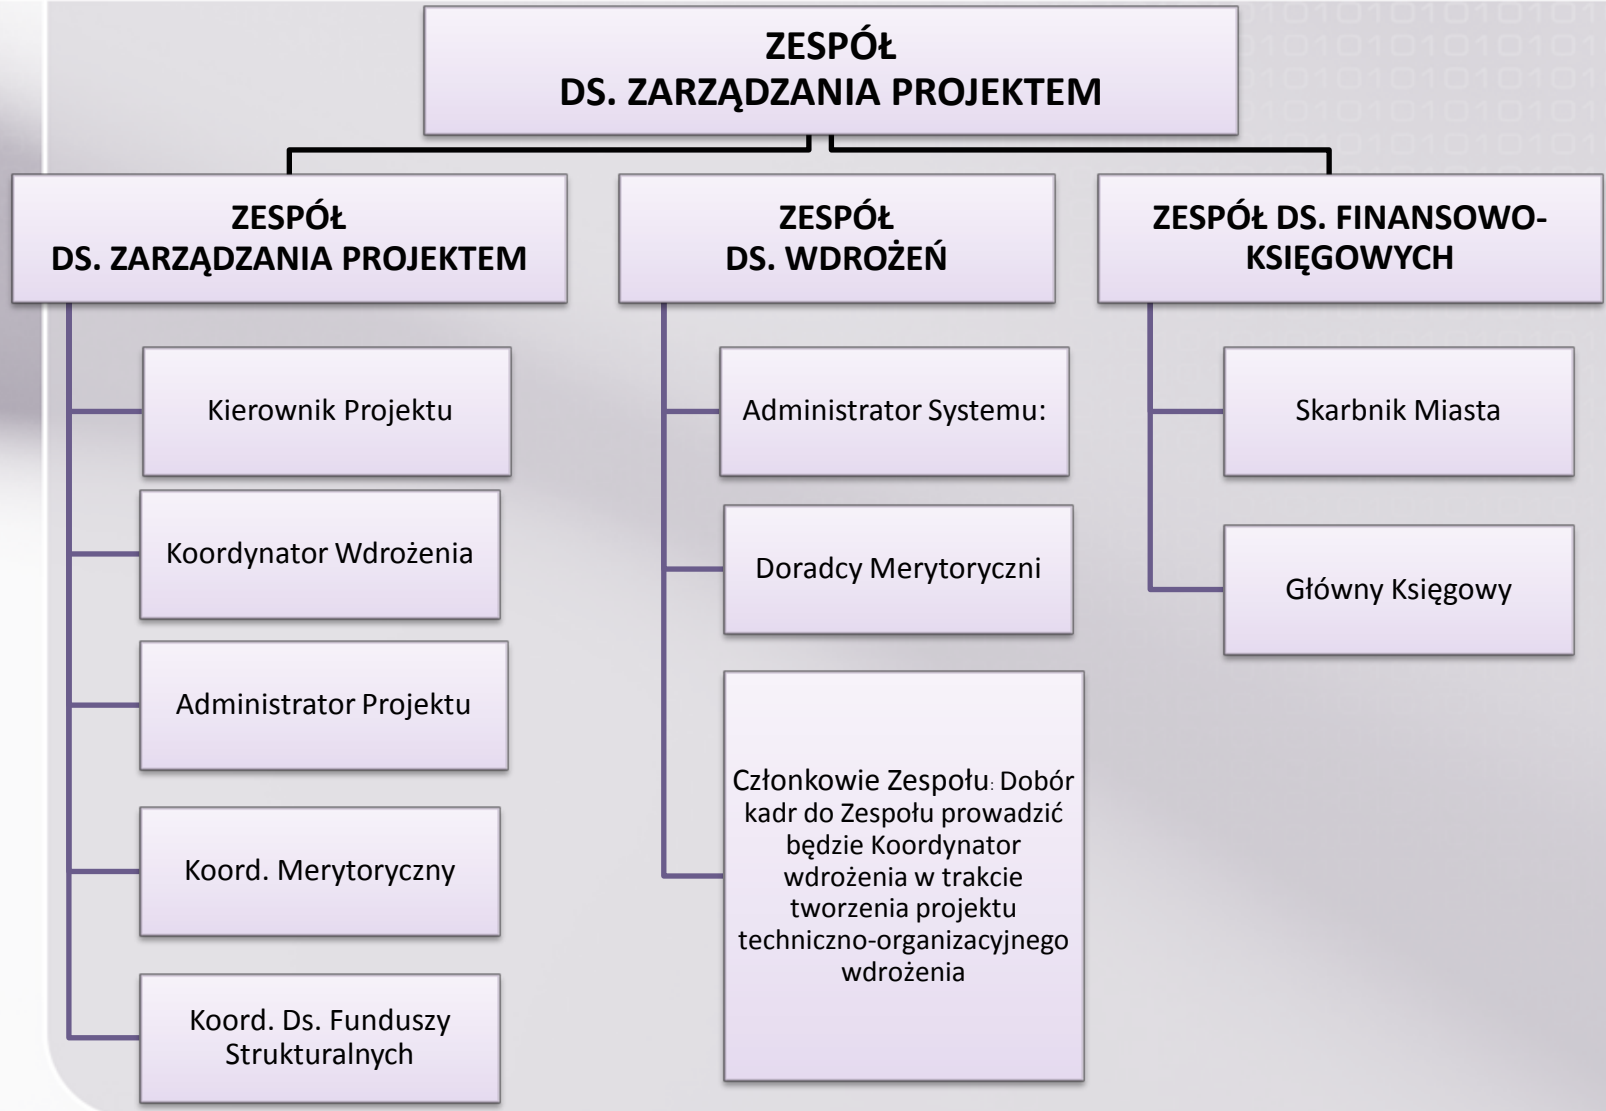 ZESPÓŁ
DS. ZARZĄDZANIA PROJEKTEM
ZESPÓŁ
DS. ZARZĄDZANIA PROJEKTEM
Kierownik Projektu
Koordynator Wdrożenia
Administrator Projektu
Koord. Merytoryczny
Koord. Ds. Funduszy
Strukturalnych
ZESPÓŁ
DS. WDROŻEŃ
Administrator Systemu:
Doradcy Merytoryczni
Członkowie Zespołu: Dobór
kadr do Zespołu prowadzić
będzie Koordynator
wdrożenia w trakcie
tworzenia projektu
techniczno-organizacyjnego
wdrożenia
ZESPÓŁ DS. FINANSOWO-
KSIĘGOWYCH
Skarbnik Miasta
Główny Księgowy